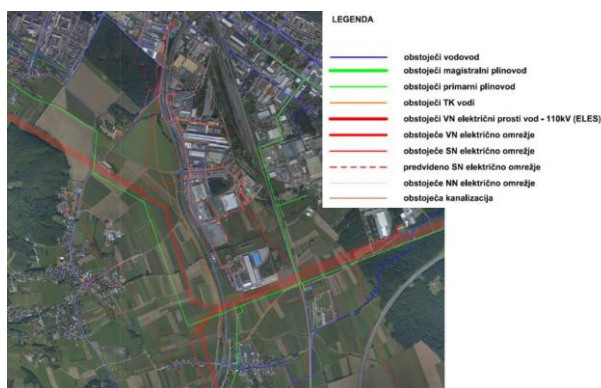 LEGENDA
obstoječi vodovod
obstoječi magistralni plinovod
obstoječi primarni plinovod
obstoječi TK vodi
obstoječi VN električni prosti vod - 110kV (ELES)
obstoječe VN električno omrežje
obstoječe SN električno omrežje
predvideno SN električno omrežje
obstoječe NN električno omrežje
obstoječa kanalizacija